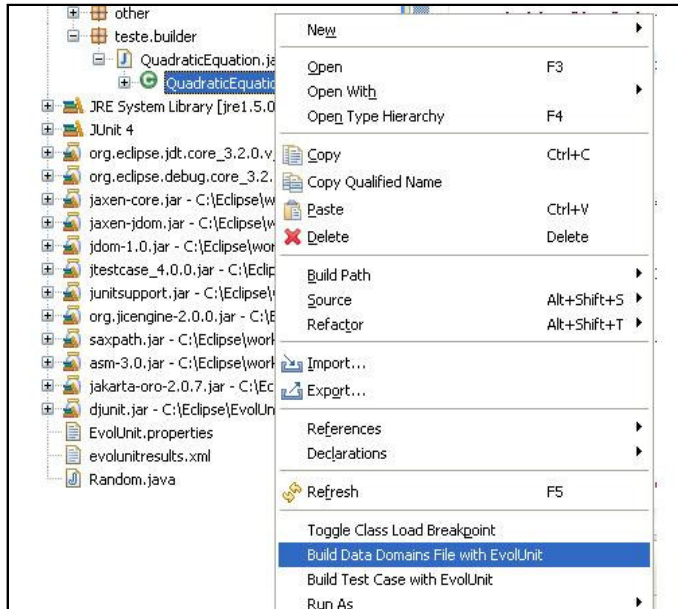 other
teste.builder
QuadraticEquation.ja
QuadraticEquatio
JRE System Library [jre1.5.0
JUnit 4
org.eclipse.jdt.core_3.2.0.v
org.eclipse.debug.core_3.2.
jaxen-core.jar - C:\Eclipse\w
jaxen-jdom.jar - C:\Eclipse\w
jdom-1.0.jar - C:\Eclipse\wor
jtestcase_4.0.0.jar - C:\Eclip
junitsupport.jar - C:\Eclipse\
org.jicengine-2.0.0.jar - C:\E
saxpath.jar - C:\Eclipse\work
asm-3.0.jar - C:\Eclipse\work
jakarta-oro-2.0.7.jar - C:\Ec
djunit.jar - C:\Eclipse\EvolUn
EvolUnit.properties
evolunitresults.xml
Random.java
New
Open F3
Open With
Open Type Hierarchy F4
Copy Ctrl+C
Copy Qualified Name
Paste Ctrl+V
Delete Delete
Build Path
Source Alt+Shift+S
Refactor Alt+Shift+T
Import...
Export...
References
Declarations
Refresh F5
Toggle Class Load Breakpoint
Build Data Domains File with EvolUnit
Build Test Case with EvolUnit
Run As